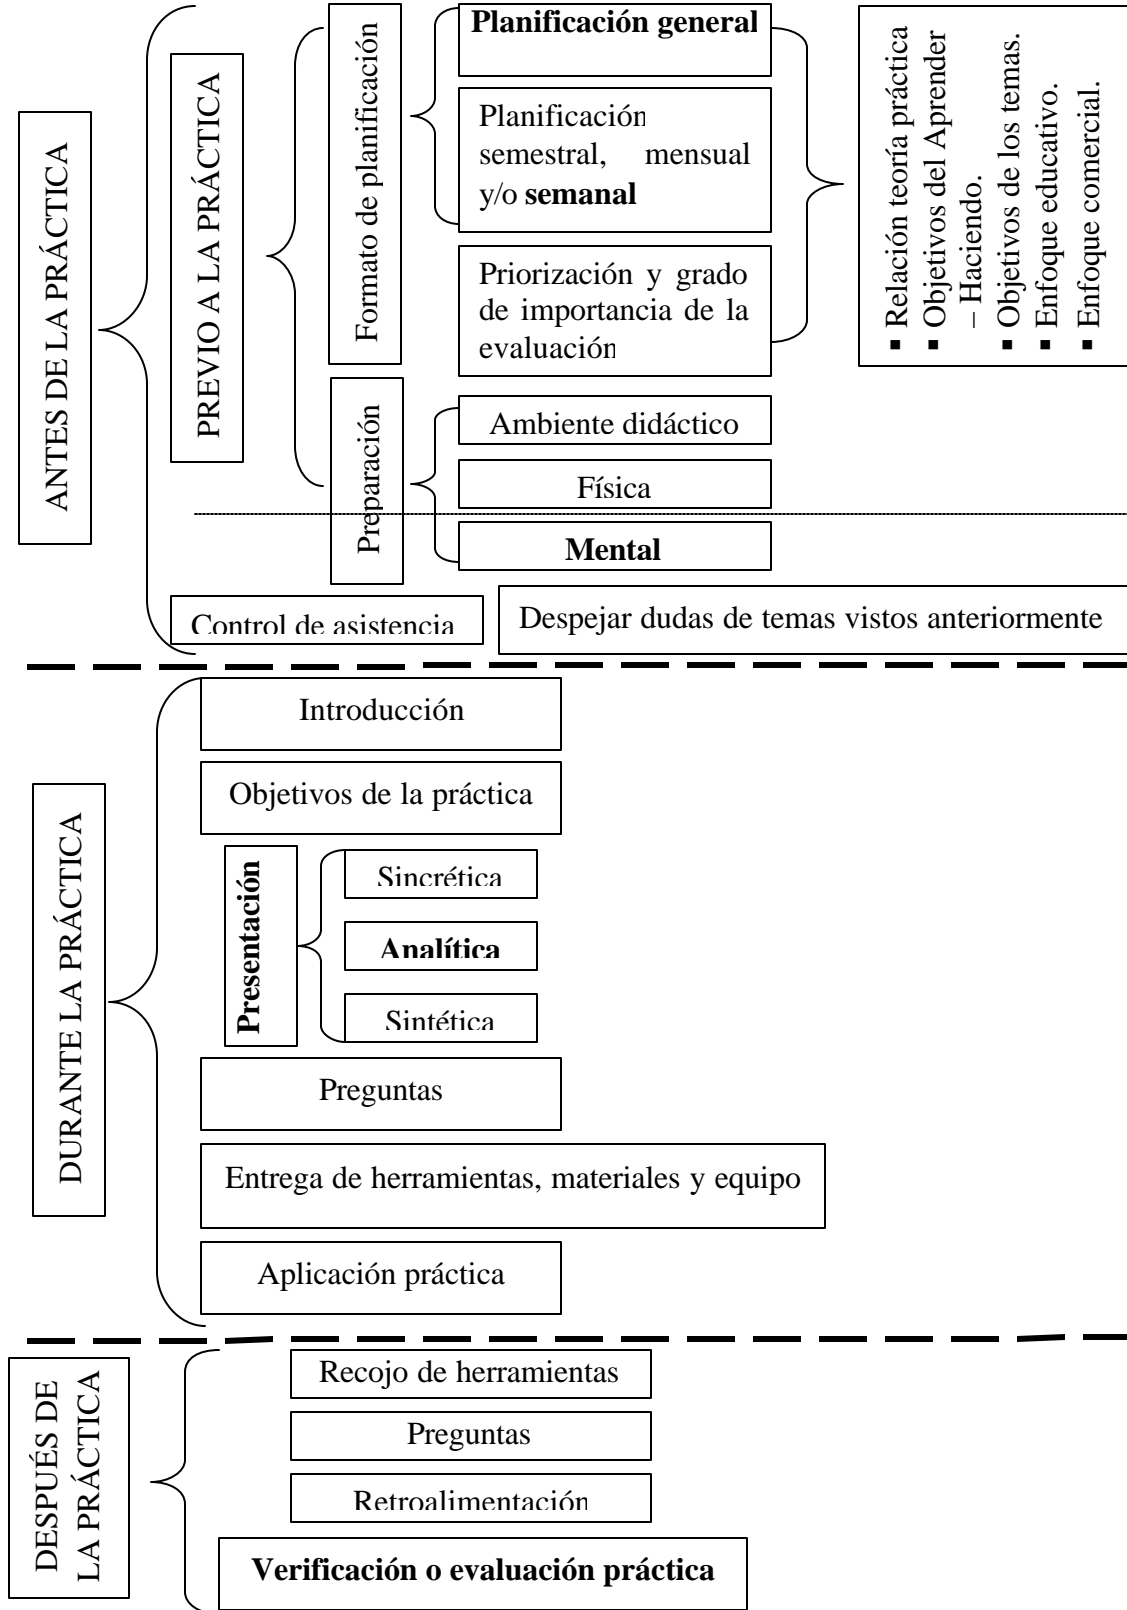 ANTES DE LA PRÁCTICA
PREVIO A LA PRÁCTICA
Formato de planificación
Planificación general
Planificación
semestral, mensual
y/o semanal
Priorización y grado
de importancia de la
evaluación
▪ Relación teoría práctica
▪ Objetivos del Aprender
– Haciendo.
▪ Objetivos de los temas.
▪ Enfoque educativo.
▪ Enfoque comercial.
Preparación
Ambiente didáctico
Física
Mental
Control de asistencia
Despejar dudas de temas vistos anteriormente
DURANTE LA PRÁCTICA
Introducción
Objetivos de la práctica
Presentación
Sincrética
Analítica
Sintética
Preguntas
Entrega de herramientas, materiales y equipo
Aplicación práctica
DESPUÉS DE
LA PRÁCTICA
Recojo de herramientas
Preguntas
Retroalimentación
Verificación o evaluación práctica